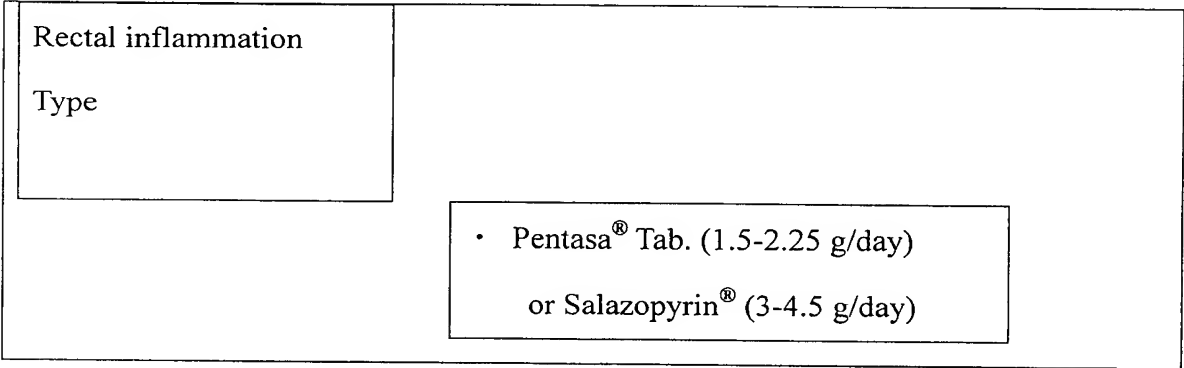 Rectal inflammation
Type
· Pentasa® Tab. (1.5-2.25 g/day)
or Salazopyrin® (3-4.5 g/day)